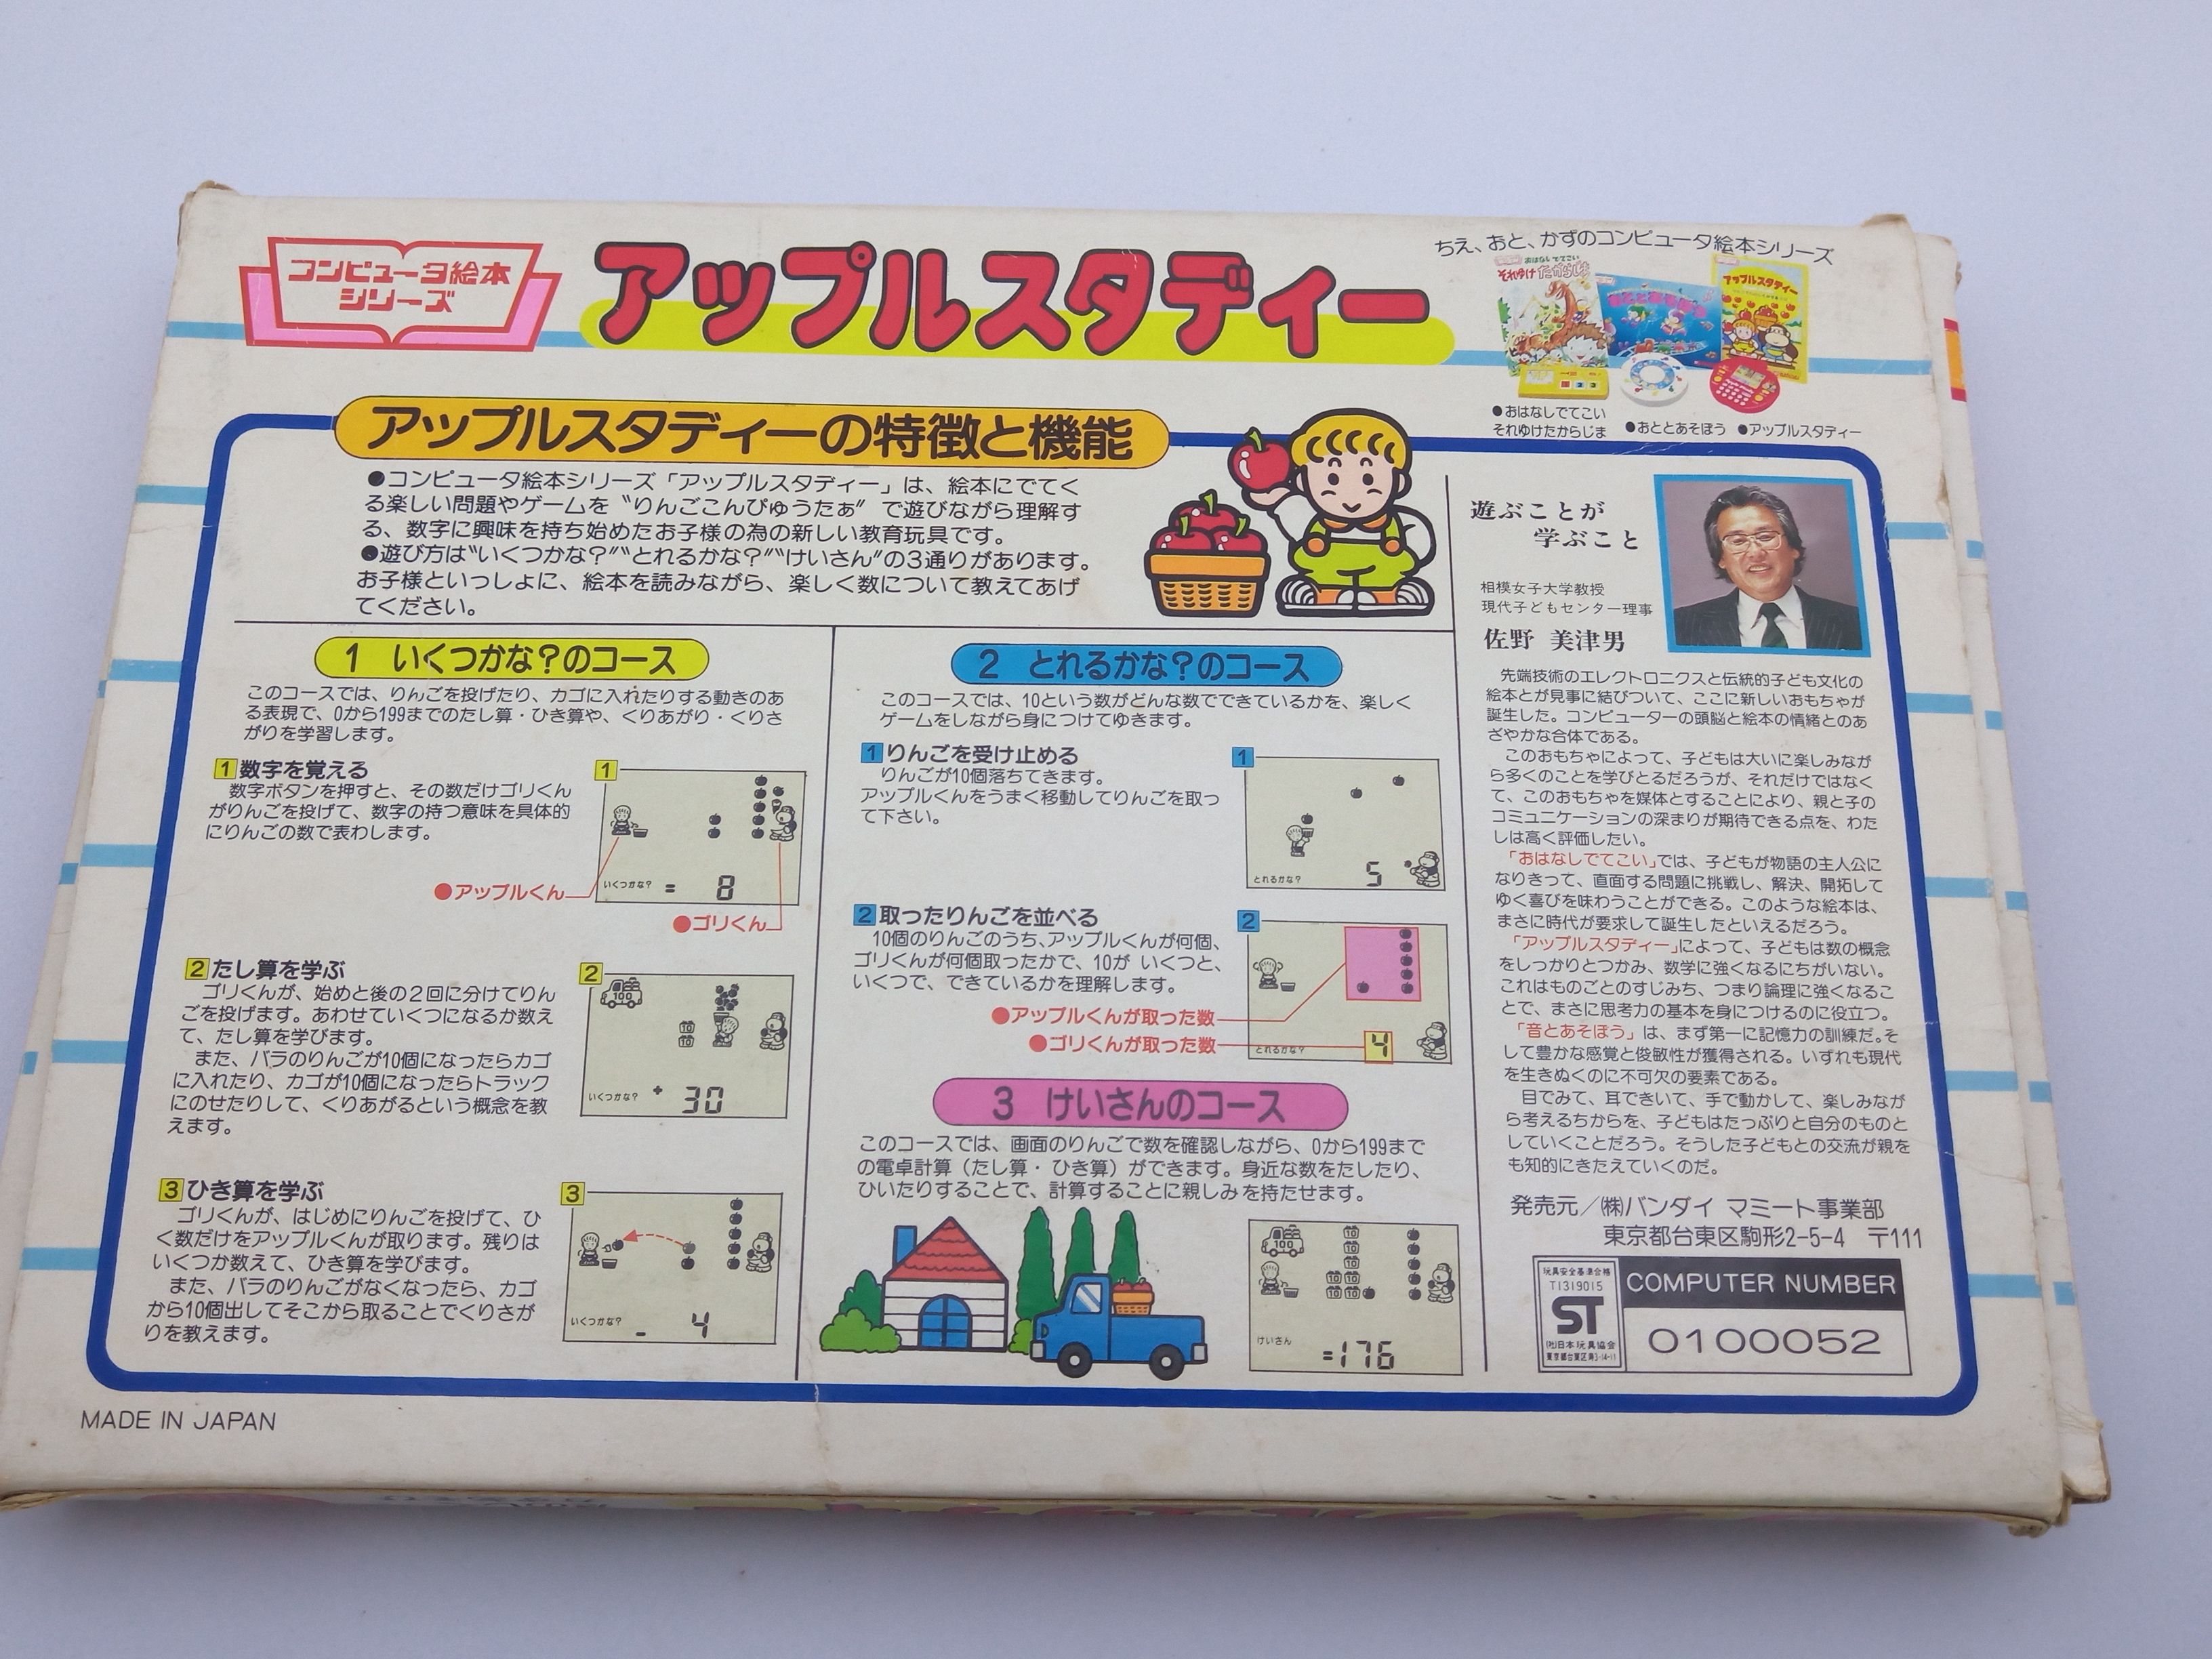 コンピュータ絵本
シリーズ
アップルスタディー
ちえ、おと、かずのコンピュータ絵本シリーズ
おはなしでてこい
それゆけたからじま
アップルスタディー
●おはなしでてこい
それゆけたからじま
●おととあそぼう
●アップルスタディー
アップルスタディーの特徴と機能
●コンピュータ絵本シリーズ「アップルスタディー」は、絵本にでてく
る楽しい問題やゲームを〝りんごこんぴゅうたぁ〟で遊びながら理解す
る、数字に興味を持ち始めたお子様の為の新しい教育玩具です。
●遊び方は〝いくつかな?〟〝とれるかな?〟〝けいさん〟の3通りがあります。
お子様といっしょに、絵本を読みながら、楽しく数について教えてあげ
てください。
1 いくつかな?のコース
このコースでは、りんごを投げたり、カゴに入れたりする動きのあ
る表現で、0から199までのたし算・ひき算や、くりあがり・くりさ
がりを学習します。
1 数字を覚える
数字ボタンを押すと、その数だけゴリくん
がりんごを投げて、数字の持つ意味を具体的
にりんごの数で表わします。
1
いくつかな? = 8
●アップルくん
●ゴリくん
2 たし算を学ぶ
ゴリくんが、始めと後の2回に分けてりん
ごを投げます。あわせていくつになるか数え
て、たし算を学びます。
また、バラのりんごが10個になったらカゴ
に入れたり、カゴが10個になったらトラック
にのせたりして、くりあがるという概念を教
えます。
2
100
10
10
いくつかな? + 30
3 ひき算を学ぶ
ゴリくんが、はじめにりんごを投げて、ひ
く数だけをアップルくんが取ります。残りは
いくつか数えて、ひき算を学びます。
また、バラのりんごがなくなったら、カゴ
から10個出してそこから取ることでくりさが
りを教えます。
3
いくつかな? - 4
2 とれるかな?のコース
このコースでは、10という数がどんな数でできているかを、楽しく
ゲームをしながら身につけてゆきます。
1 りんごを受け止める
りんごが10個落ちてきます。
アップルくんをうまく移動してりんごを取っ
て下さい。
1
とれるかな? 5
2 取ったりんごを並べる
10個のりんごのうち、アップルくんが何個、
ゴリくんが何個取ったかで、10が いくつと、
いくつで、できているかを理解します。
2
●アップルくんが取った数
●ゴリくんが取った数
とれるかな? 4
3 けいさんのコース
このコースでは、画面のりんごで数を確認しながら、0から199まで
の電卓計算（たし算・ひき算）ができます。身近な数をたしたり、
ひいたりすることで、計算することに親しみを持たせます。
100
10
10
10
10 10
10 10
けいさん =176
遊ぶことが
学ぶこと
相模女子大学教授
現代子どもセンター理事
佐野 美津男
先端技術のエレクトロニクスと伝統的子ども文化の
絵本とが見事に結びついて、ここに新しいおもちゃが
誕生した。コンピューターの頭脳と絵本の情緒とのあ
ざやかな合体である。
このおもちゃによって、子どもは大いに楽しみなが
ら多くのことを学びとるだろうが、それだけではなく
て、このおもちゃを媒体とすることにより、親と子の
コミュニケーションの深まりが期待できる点を、わた
しは高く評価したい。
「おはなしでてこい」では、子どもが物語の主人公に
なりきって、直面する問題に挑戦し、解決、開拓して
ゆく喜びを味わうことができる。このような絵本は、
まさに時代が要求して誕生したといえるだろう。
「アップルスタディー」によって、子どもは数の概念
をしっかりとつかみ、数学に強くなるにちがいない。
これはものごとのすじみち、つまり論理に強くなるこ
とで、まさに思考力の基本を身につけるのに役立つ。
「音とあそぼう」は、まず第一に記憶力の訓練だ。そ
して豊かな感覚と俊敏性が獲得される。いずれも現代
を生きぬくのに不可欠の要素である。
目でみて、耳できいて、手で動かして、楽しみなが
ら考えるちからを、子どもはたっぷりと自分のものと
していくことだろう。そうした子どもとの交流が親を
も知的にきたえていくのだ。
発売元／㈱バンダイ マミート事業部
東京都台東区駒形2-5-4 〒111
玩具安全基準合格
T1319015
ST
(社)日本玩具協会
COMPUTER NUMBER
0100052
MADE IN JAPAN